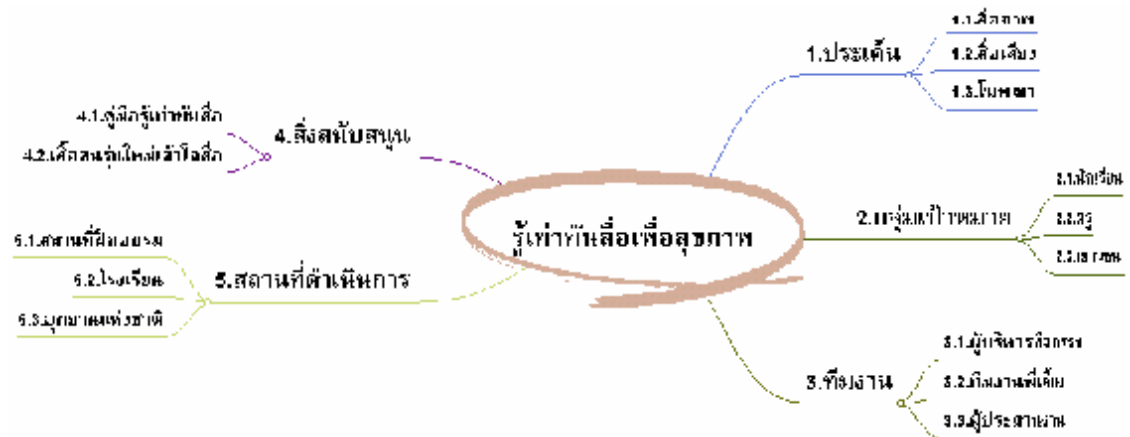 รู้เท่าทันสื่อเพื่อสุขภาพ
1.ประเด็น
1.1.สื่อภาพ
1.2.สื่อเสียง
1.3.โฆษณา
2.กลุ่มเป้าหมาย
2.1.นักเรียน
2.2.ครู
2.3.เยาวชน
3.ทีมงาน
3.1.ผู้บริหารกิจกรรม
3.2.ทีมงานพี่เลี้ยง
3.3.ผู้ประสานงาน
4.สิ่งสนับสนุน
4.1.คู่มือรู้เท่าทันสื่อ
4.2.เสื้อคนรุ่นใหม่เข้าใจสื่อ
5.สถานที่ดำเนินการ
5.1.สถานที่ฝึกอบรม
5.2.โรงเรียน
5.3.อุทยานแห่งชาติ